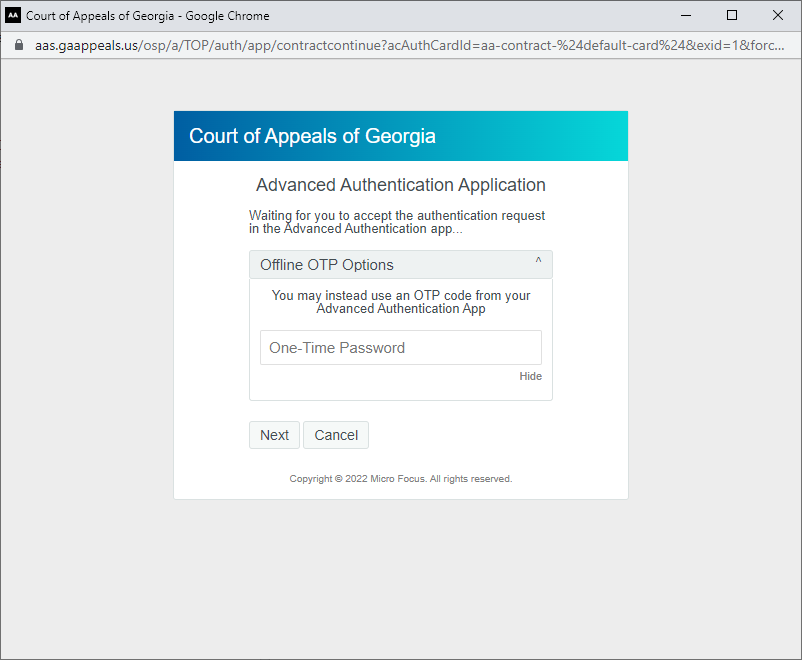 AA Court of Appeals of Georgia - Google Chrome
aas.gaappeals.us/osp/a/TOP/auth/app/contractcontinue?acAuthCardId=aa-contract-%24default-card%24&exid=1&forc...
Court of Appeals of Georgia
Advanced Authentication Application
Waiting for you to accept the authentication request
in the Advanced Authentication app...
Offline OTP Options ^
You may instead use an OTP code from your
Advanced Authentication App
One-Time Password
Hide
Next Cancel
Copyright © 2022 Micro Focus. All rights reserved.